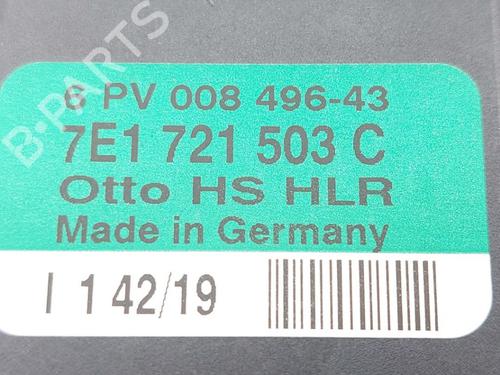 6 PV 008 496-43
7E1 721 503 C
Otto HS HLR
Made in Germany
I 1 42/19
B-PARTS